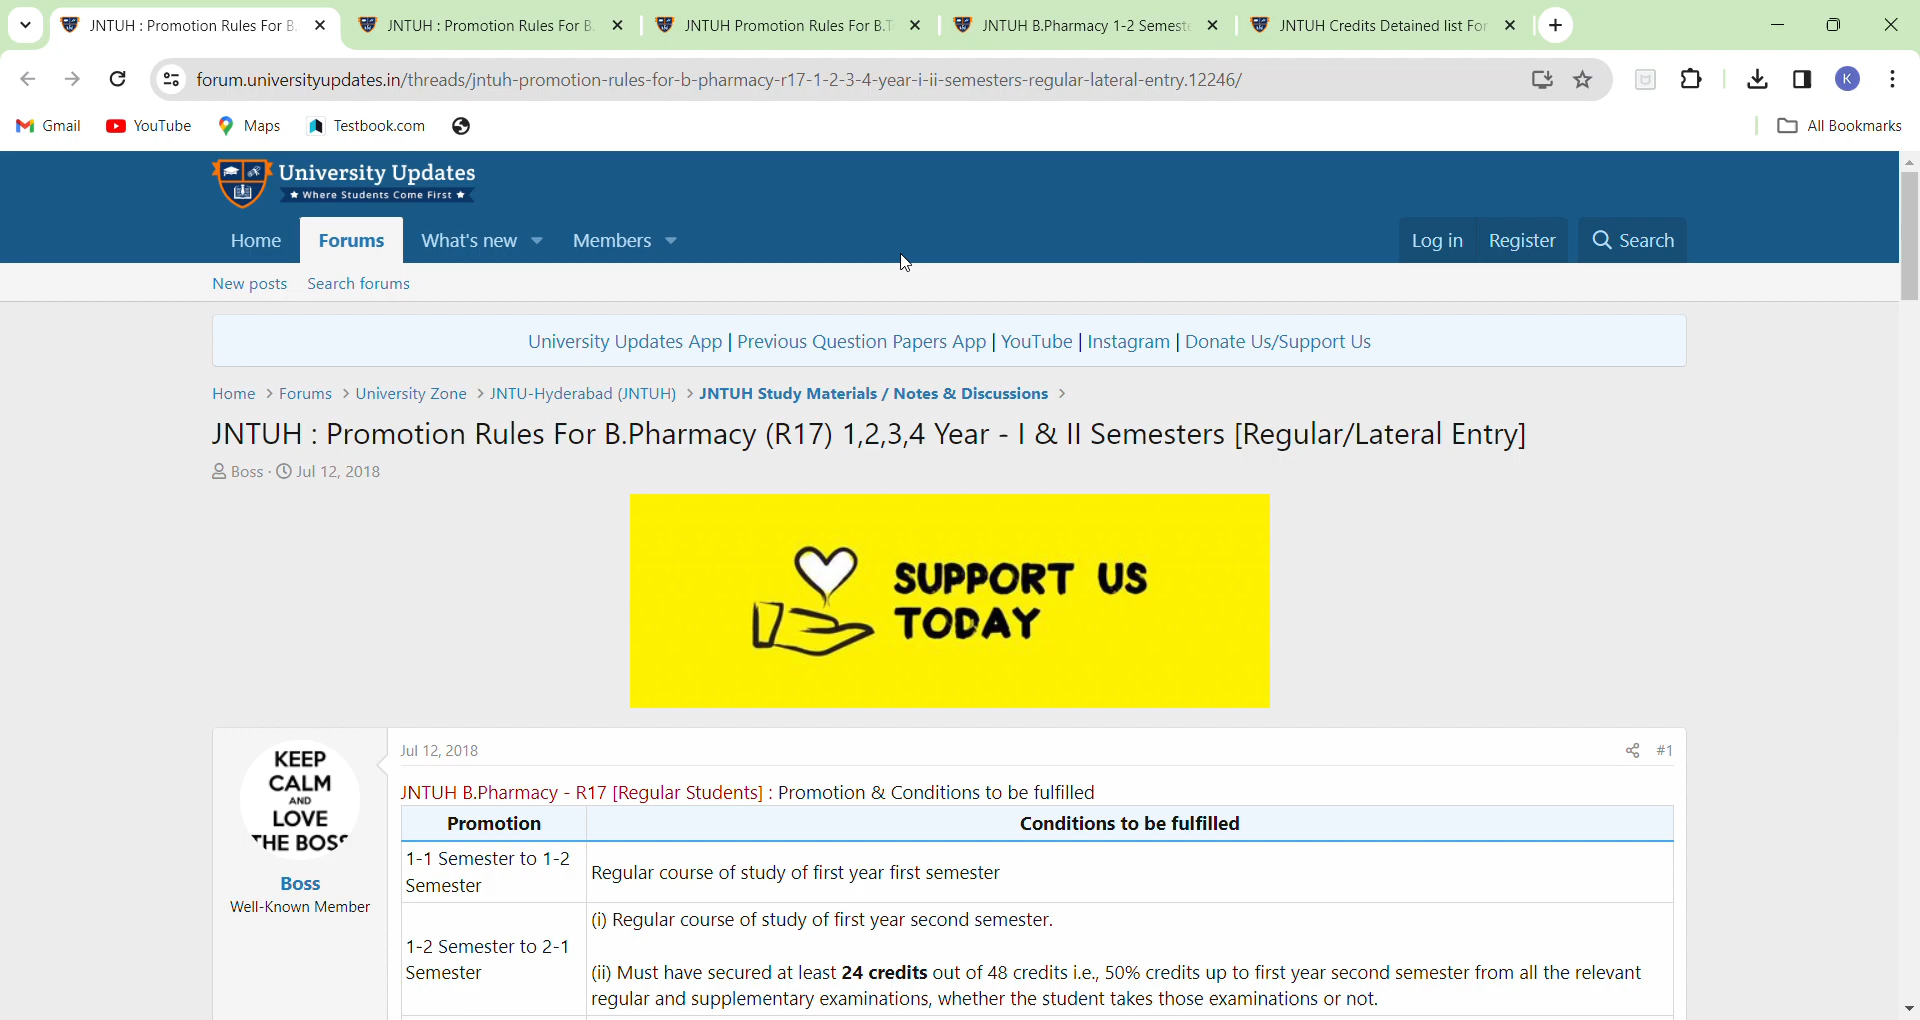 JNTUH : Promotion Rules For B.
JNTUH : Promotion Rules For B.
JNTUH Promotion Rules For B.T
JNTUH B.Pharmacy 1-2 Semeste
JNTUH Credits Detained list For
forum.universityupdates.in/threads/jntuh-promotion-rules-for-b-pharmacy-r17-1-2-3-4-year-i-ii-semesters-regular-lateral-entry.12246/
K
Gmail
YouTube
Maps
Testbook.com
All Bookmarks
University Updates
★ Where Students Come First ★
Home
Forums
What's new
Members
Log in
Register
Search
New posts
Search forums
University Updates App | Previous Question Papers App | YouTube | Instagram | Donate Us/Support Us
Home > Forums > University Zone > JNTU-Hyderabad (JNTUH) > JNTUH Study Materials / Notes & Discussions >
JNTUH : Promotion Rules For B.Pharmacy (R17) 1,2,3,4 Year - I & II Semesters [Regular/Lateral Entry]
Boss · Jul 12, 2018
SUPPORT US
TODAY
KEEP
CALM
AND
LOVE
THE BOSS
Boss
Well-Known Member
Jul 12, 2018
#1
JNTUH B.Pharmacy - R17 [Regular Students] : Promotion & Conditions to be fulfilled
Promotion
Conditions to be fulfilled
1-1 Semester to 1-2
Semester
Regular course of study of first year first semester
1-2 Semester to 2-1
Semester
(i) Regular course of study of first year second semester.
(ii) Must have secured at least 24 credits out of 48 credits i.e., 50% credits up to first year second semester from all the relevant
regular and supplementary examinations, whether the student takes those examinations or not.